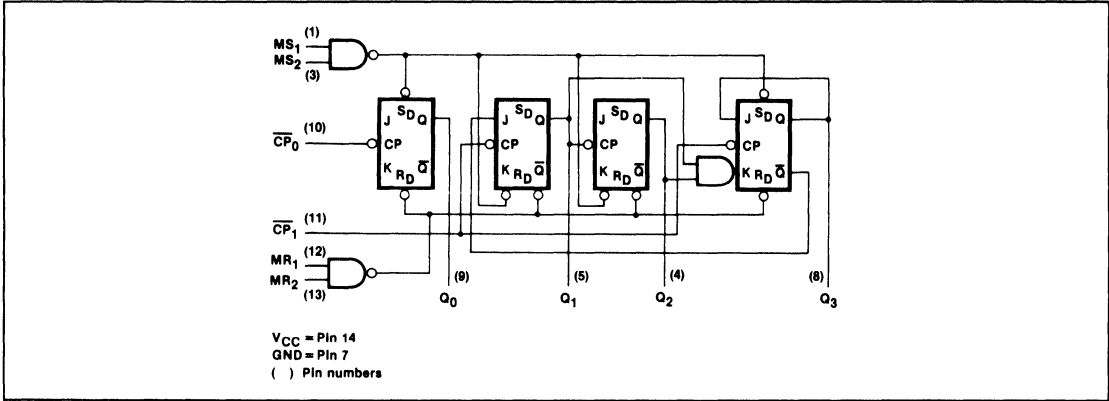 (1)
MS1
MS2
(3)
SD
J Q
CP
K RD Q̅
SD
J Q
CP
K RD Q̅
SD
J Q
CP
K RD Q̅
SD
J Q
CP
K RD Q̅
C̅P̅0 (10)
C̅P̅1 (11)
MR1 (12)
MR2
(13)
(9) (5) (4) (8)
Q0 Q1 Q2 Q3
VCC = Pin 14
GND = Pin 7
( ) Pin numbers